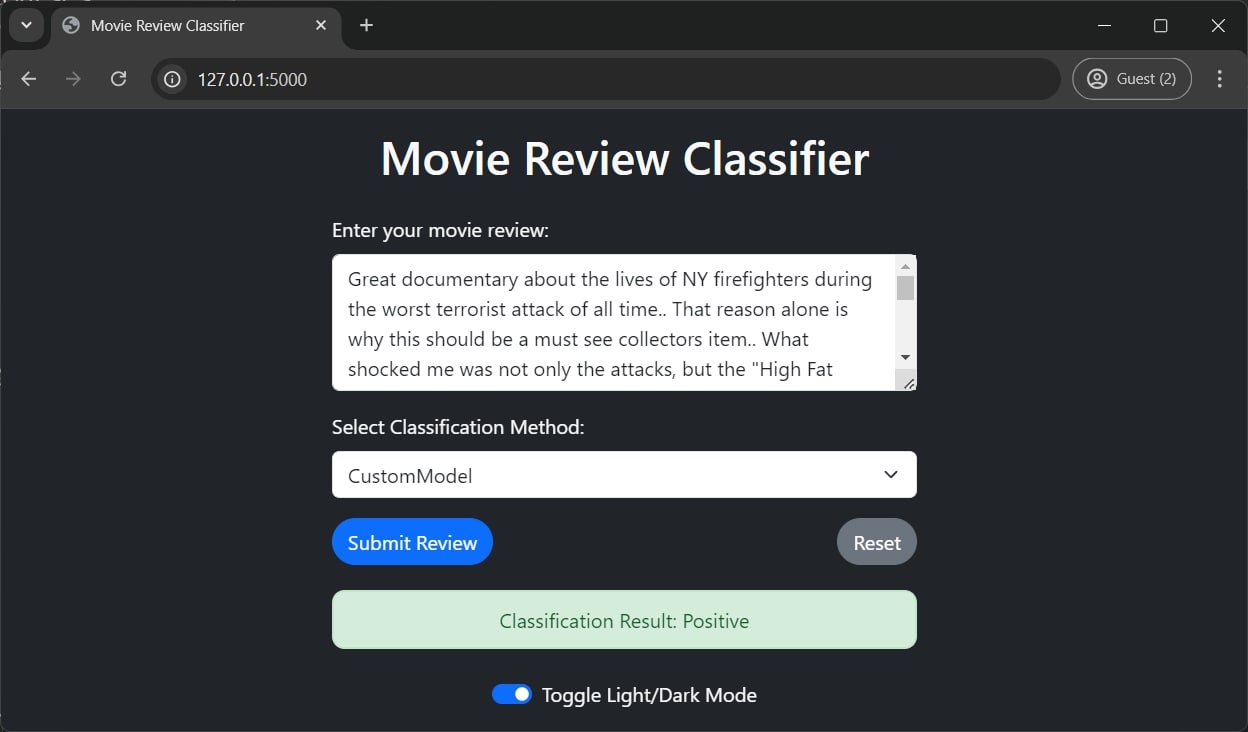 Movie Review Classifier
127.0.0.1:5000
Guest (2)
Movie Review Classifier
Enter your movie review:
Great documentary about the lives of NY firefighters during
the worst terrorist attack of all time.. That reason alone is
why this should be a must see collectors item.. What
shocked me was not only the attacks, but the "High Fat
Select Classification Method:
CustomModel
Submit Review
Reset
Classification Result: Positive
Toggle Light/Dark Mode